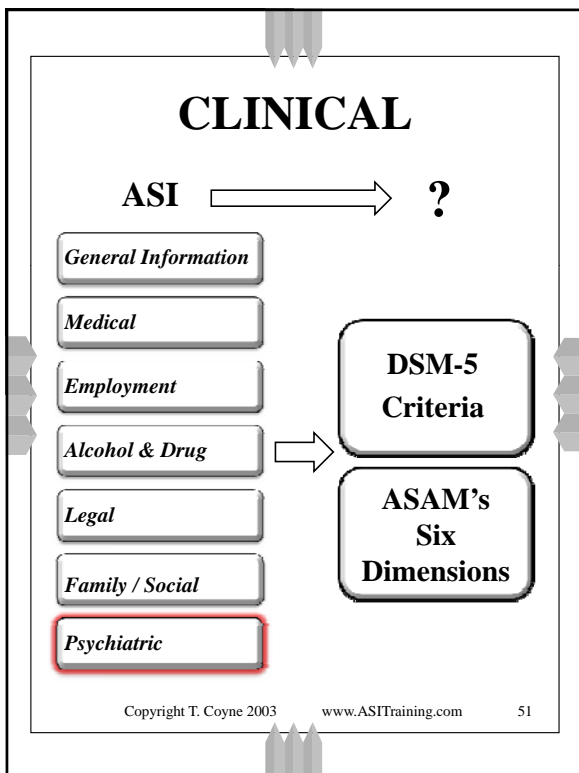 CLINICAL
ASI ?
General Information
Medical
Employment
Alcohol & Drug
Legal
Family / Social
Psychiatric
DSM-5
Criteria
ASAM’s
Six
Dimensions
Copyright T. Coyne 2003 www.ASITraining.com 51